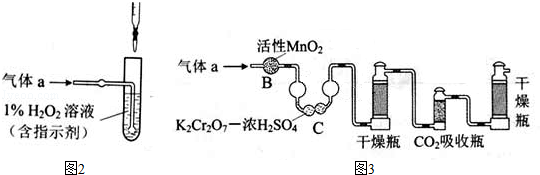 气体 a
1% H₂O₂ 溶液
(含指示剂)
图2
活性MnO₂
气体 a
B
K₂Cr₂O₇—浓H₂SO₄
C
干燥瓶
CO₂吸收瓶
干燥瓶
图3